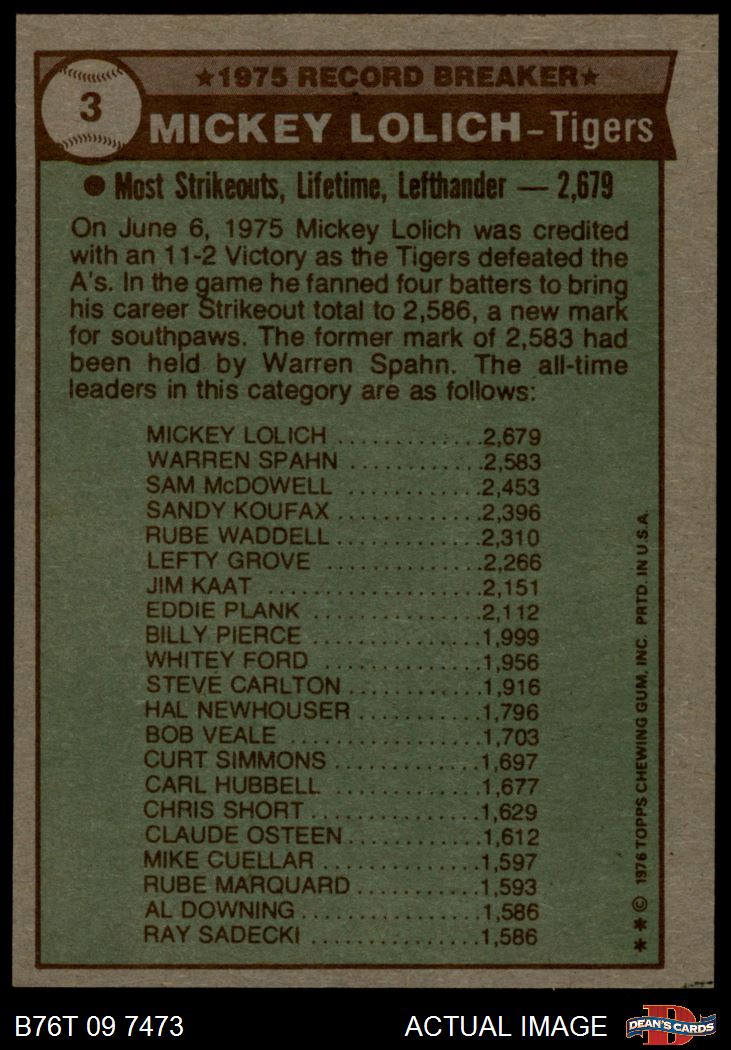 3
★1975 RECORD BREAKER★
MICKEY LOLICH – Tigers
● Most Strikeouts, Lifetime, Lefthander — 2,679
On June 6, 1975 Mickey Lolich was credited
with an 11-2 Victory as the Tigers defeated the
A's. In the game he fanned four batters to bring
his career Strikeout total to 2,586, a new mark
for southpaws. The former mark of 2,583 had
been held by Warren Spahn. The all-time
leaders in this category are as follows:
MICKEY LOLICH . . . . . . . . . . . . .2,679
WARREN SPAHN . . . . . . . . . . . .2,583
SAM McDOWELL . . . . . . . . . . . .2,453
SANDY KOUFAX . . . . . . . . . . . . .2,396
RUBE WADDELL . . . . . . . . . . . . .2,310
LEFTY GROVE . . . . . . . . . . . . . .2,266
JIM KAAT . . . . . . . . . . . . . . . . . .2,151
EDDIE PLANK . . . . . . . . . . . . . .2,112
BILLY PIERCE . . . . . . . . . . . . . .1,999
WHITEY FORD . . . . . . . . . . . . . .1,956
STEVE CARLTON . . . . . . . . . . .1,916
HAL NEWHOUSER . . . . . . . . . . .1,796
BOB VEALE . . . . . . . . . . . . . . . .1,703
CURT SIMMONS . . . . . . . . . . . .1,697
CARL HUBBELL . . . . . . . . . . . . .1,677
CHRIS SHORT . . . . . . . . . . . . . .1,629
CLAUDE OSTEEN . . . . . . . . . . .1,612
MIKE CUELLAR . . . . . . . . . . . . .1,597
RUBE MARQUARD . . . . . . . . . . .1,593
AL DOWNING . . . . . . . . . . . . . . .1,586
RAY SADECKI . . . . . . . . . . . . . .1,586
* * © 1976 TOPPS CHEWING GUM, INC. PRTD. IN U.S.A.
B76T 09 7473
ACTUAL IMAGE
D
DEAN'S CARDS